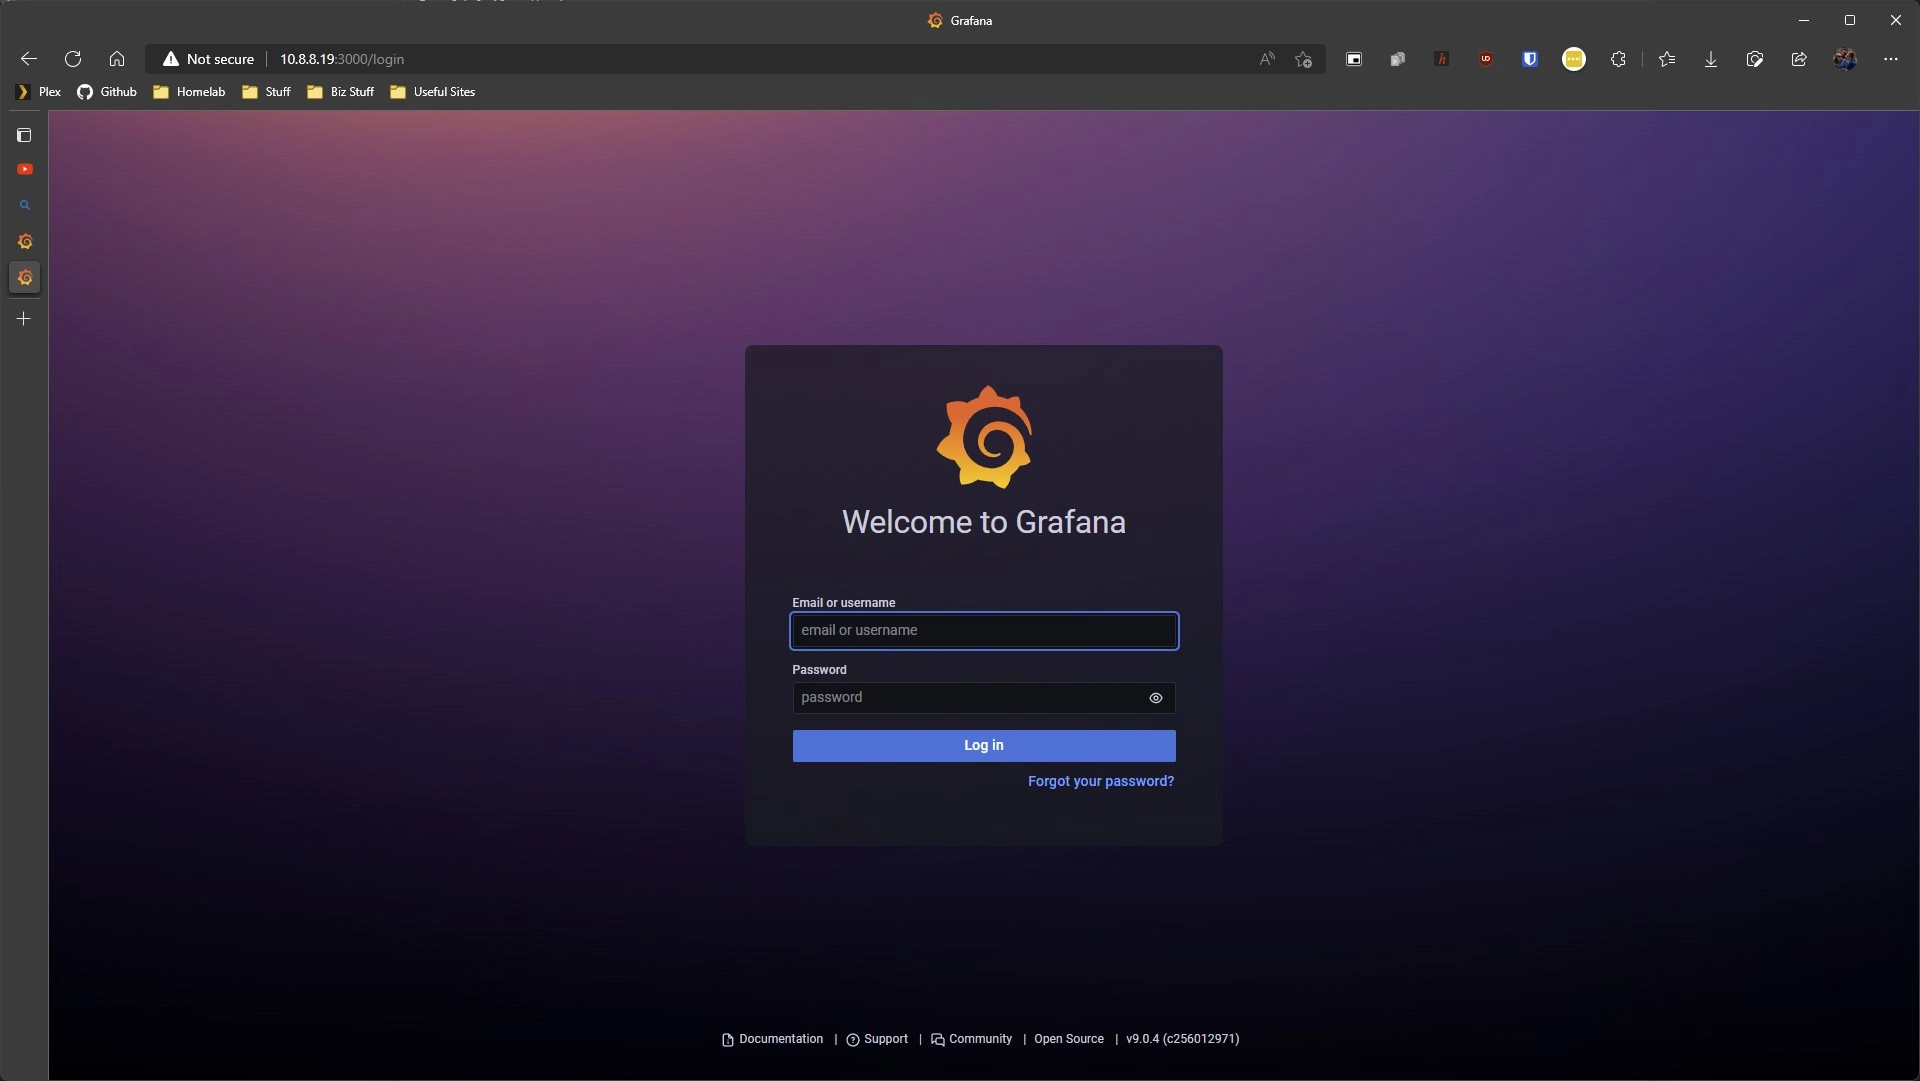 Grafana
Not secure 10.8.8.19:3000/login
Plex Github Homelab Stuff Biz Stuff Useful Sites
Welcome to Grafana
Email or username
email or username
Password
password
Log in
Forgot your password?
Documentation | Support | Community | Open Source | v9.0.4 (c256012971)